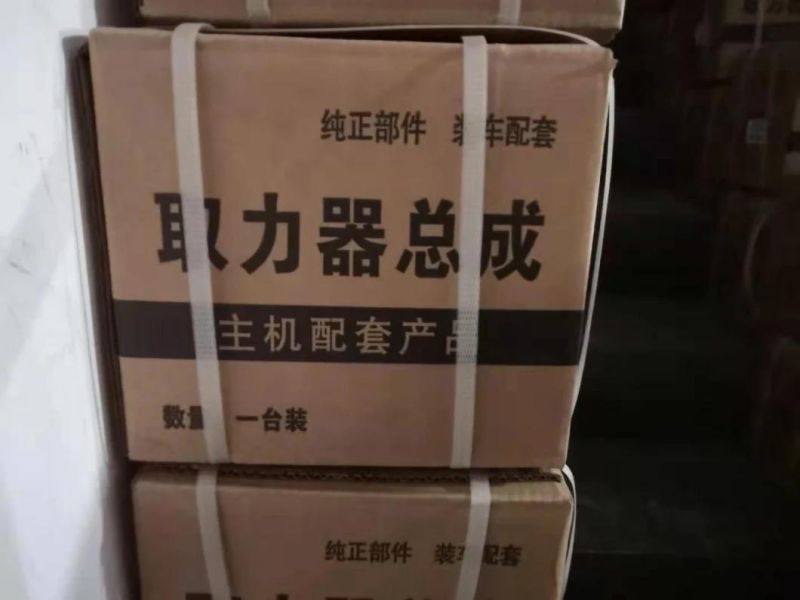 纯正部件 装车配套
取力器总成
主机配套产品
数量 一台装
纯正部件 装车配套